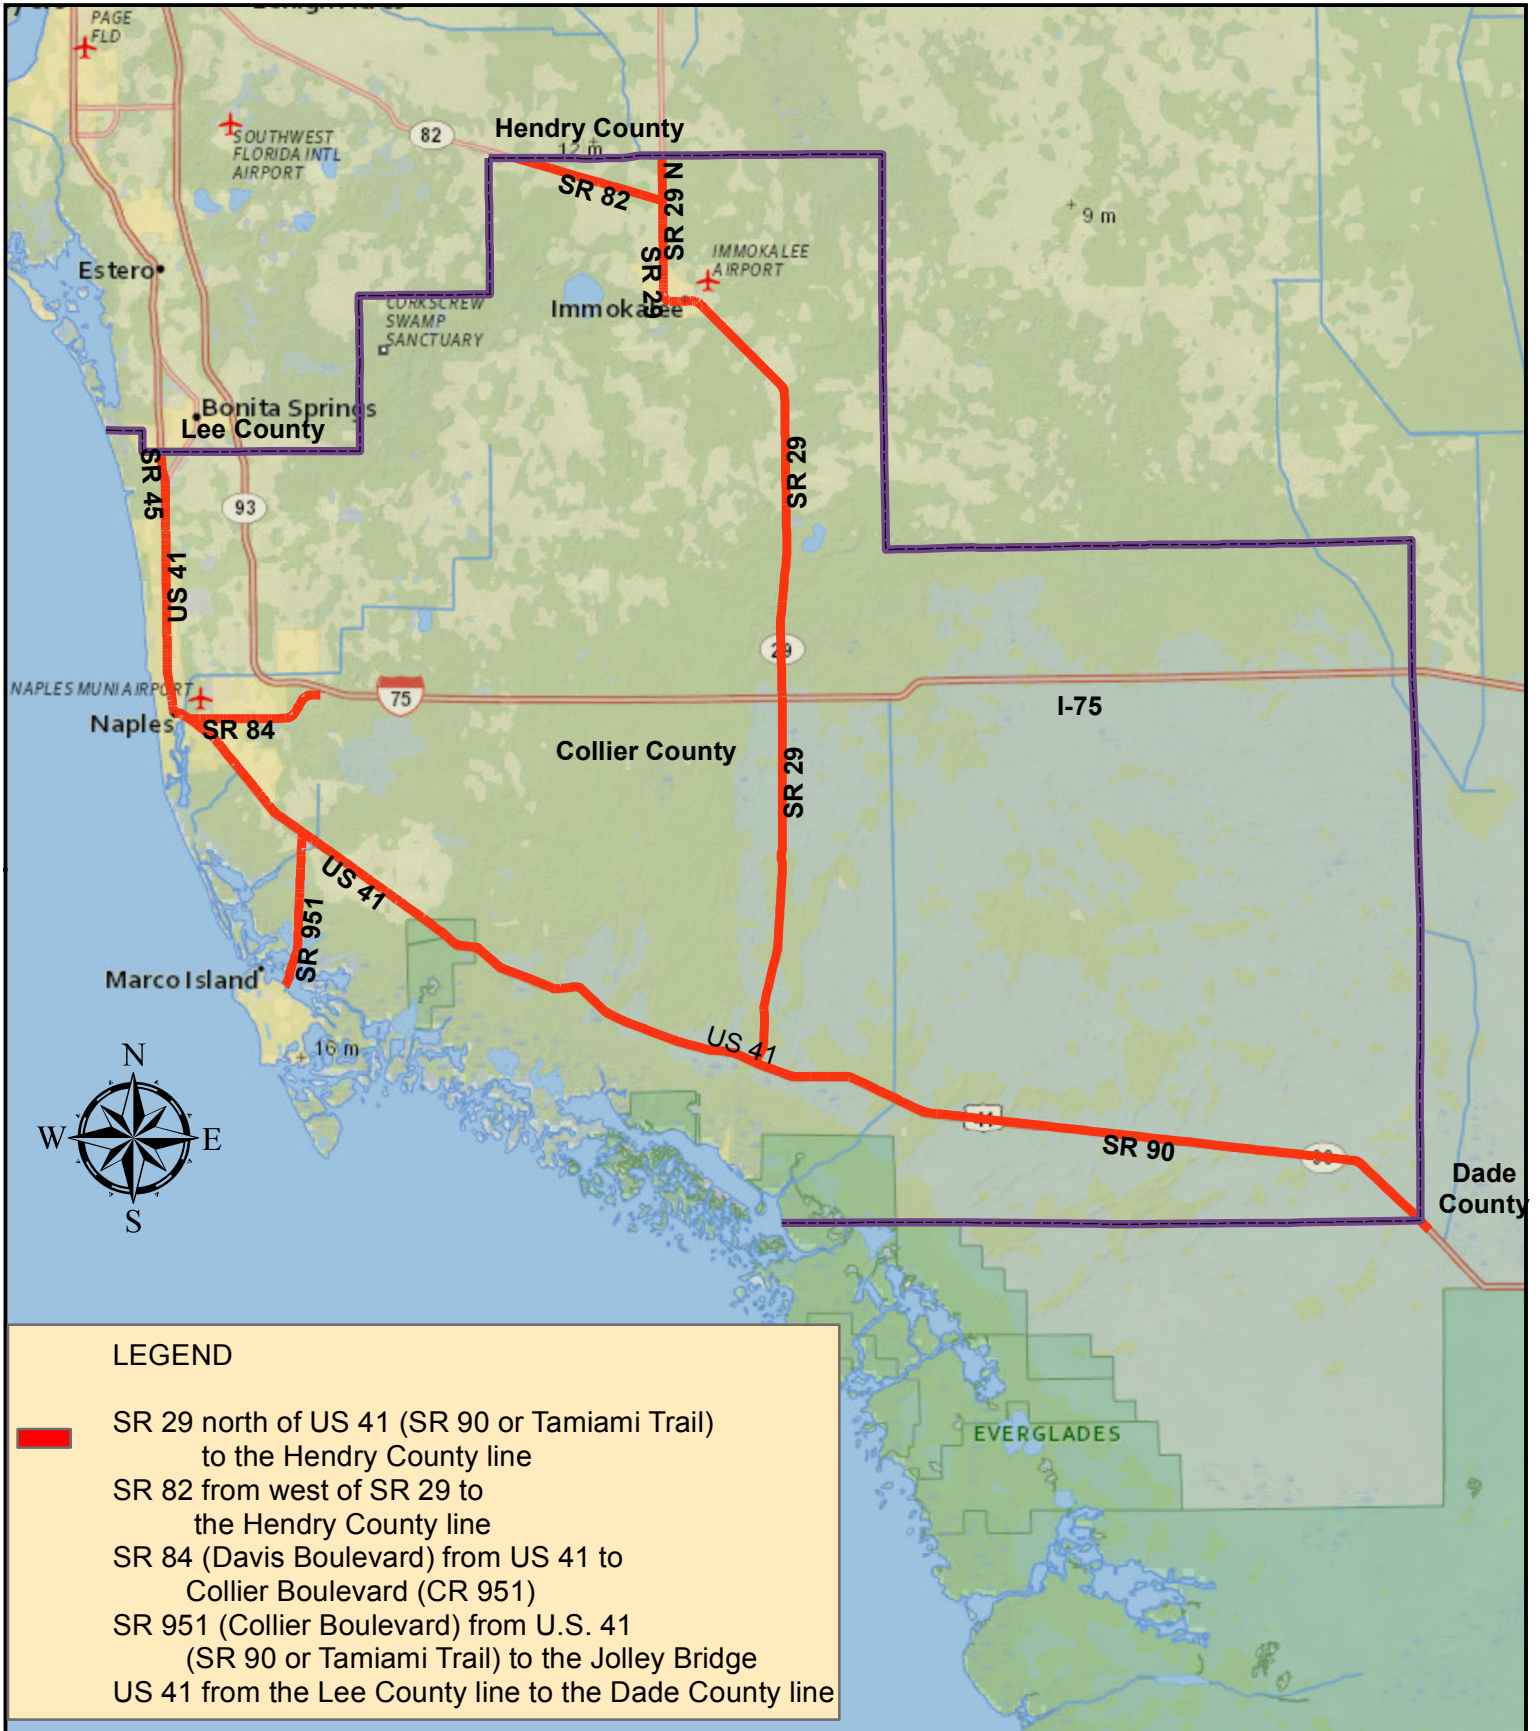 PAGE
FLD
SOUTHWEST
FLORIDA INTL
AIRPORT
82
Hendry County
12 m
SR 82
SR 29 N
SR 29
9 m
IMMOKALEE
AIRPORT
Estero
Immokalee
CORKSCREW
SWAMP
SANCTUARY
Bonita Springs
Lee County
SR 45
93
SR 29
US 41
29
NAPLES MUNI AIRPORT
75
I-75
Naples
SR 84
Collier County
SR 29
US 41
SR 951
Marco Island
16 m
US 41
41
SR 90
90
Dade
County
N
W
E
S
EVERGLADES
LEGEND
SR 29 north of US 41 (SR 90 or Tamiami Trail)
to the Hendry County line
SR 82 from west of SR 29 to
the Hendry County line
SR 84 (Davis Boulevard) from US 41 to
Collier Boulevard (CR 951)
SR 951 (Collier Boulevard) from U.S. 41
(SR 90 or Tamiami Trail) to the Jolley Bridge
US 41 from the Lee County line to the Dade County line